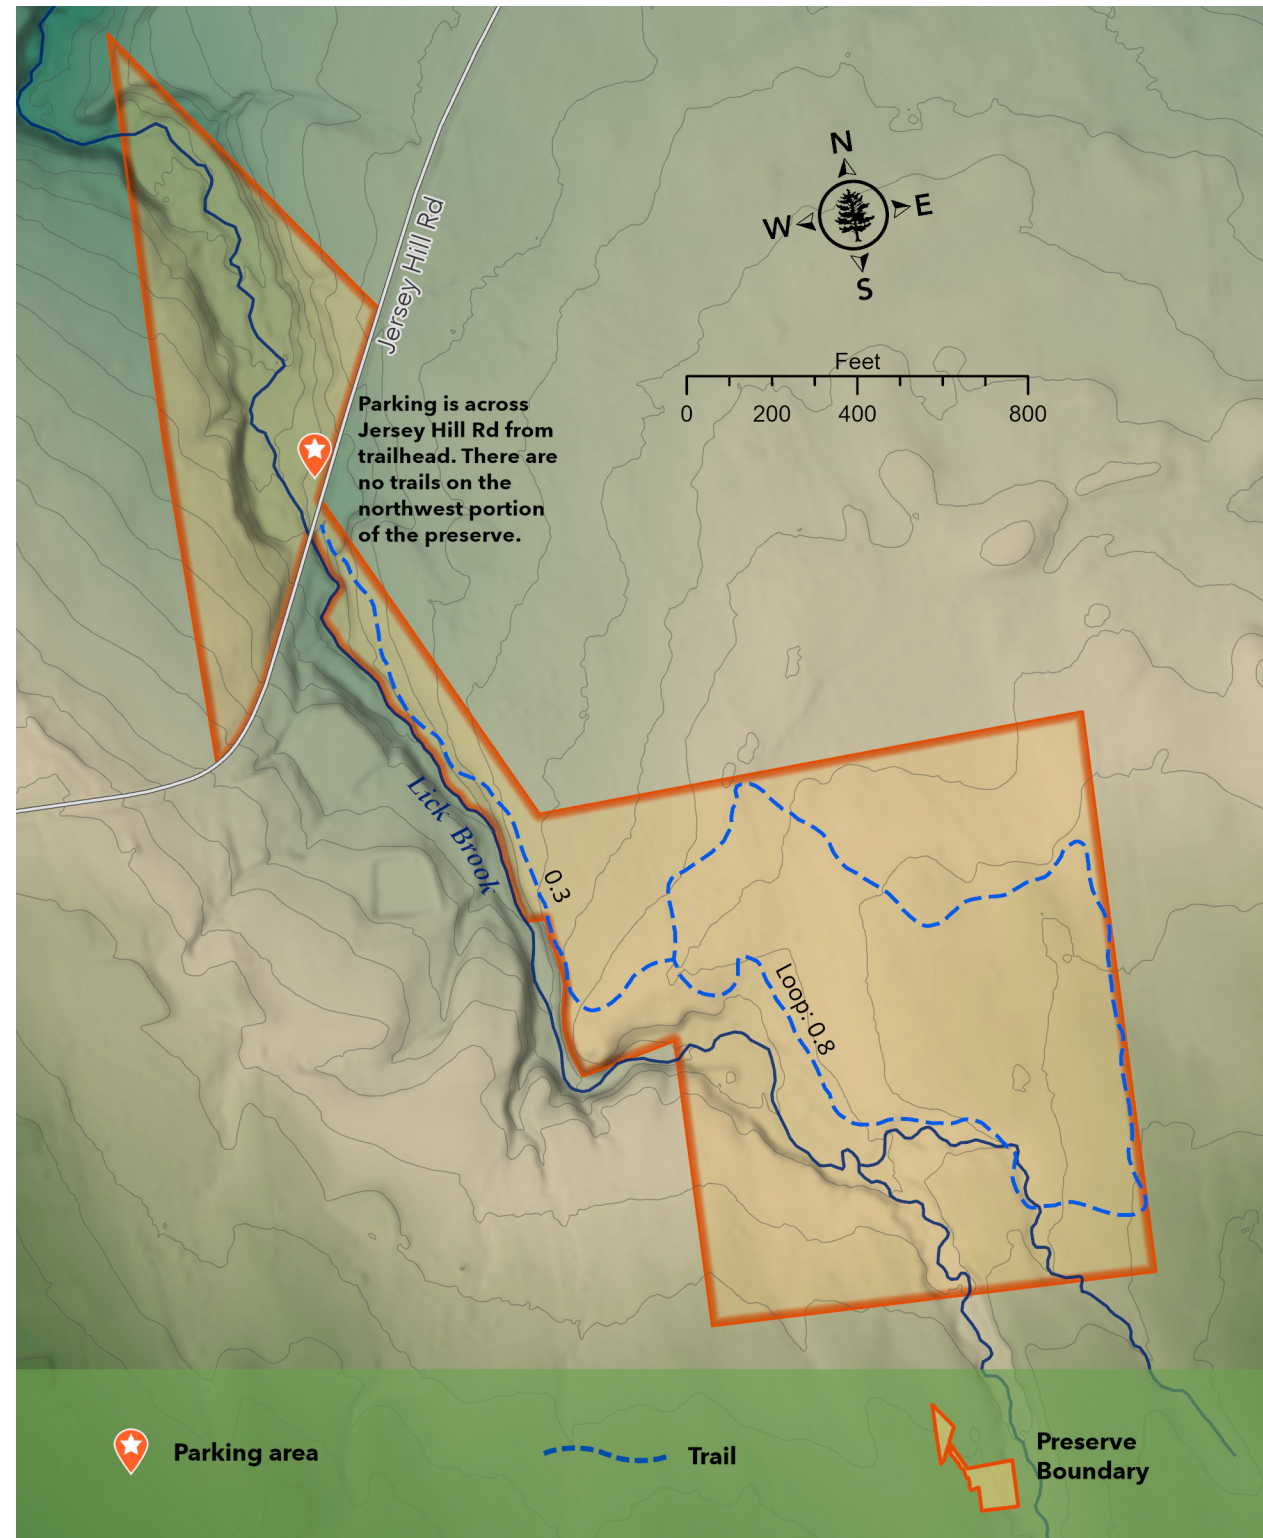 N
W
E
S
Jersey Hill Rd
Feet
0 200 400 800
Parking is across
Jersey Hill Rd from
trailhead. There are
no trails on the
northwest portion
of the preserve.
Lick Brook
0.3
Loop: 0.8
Parking area
Trail
Preserve
Boundary